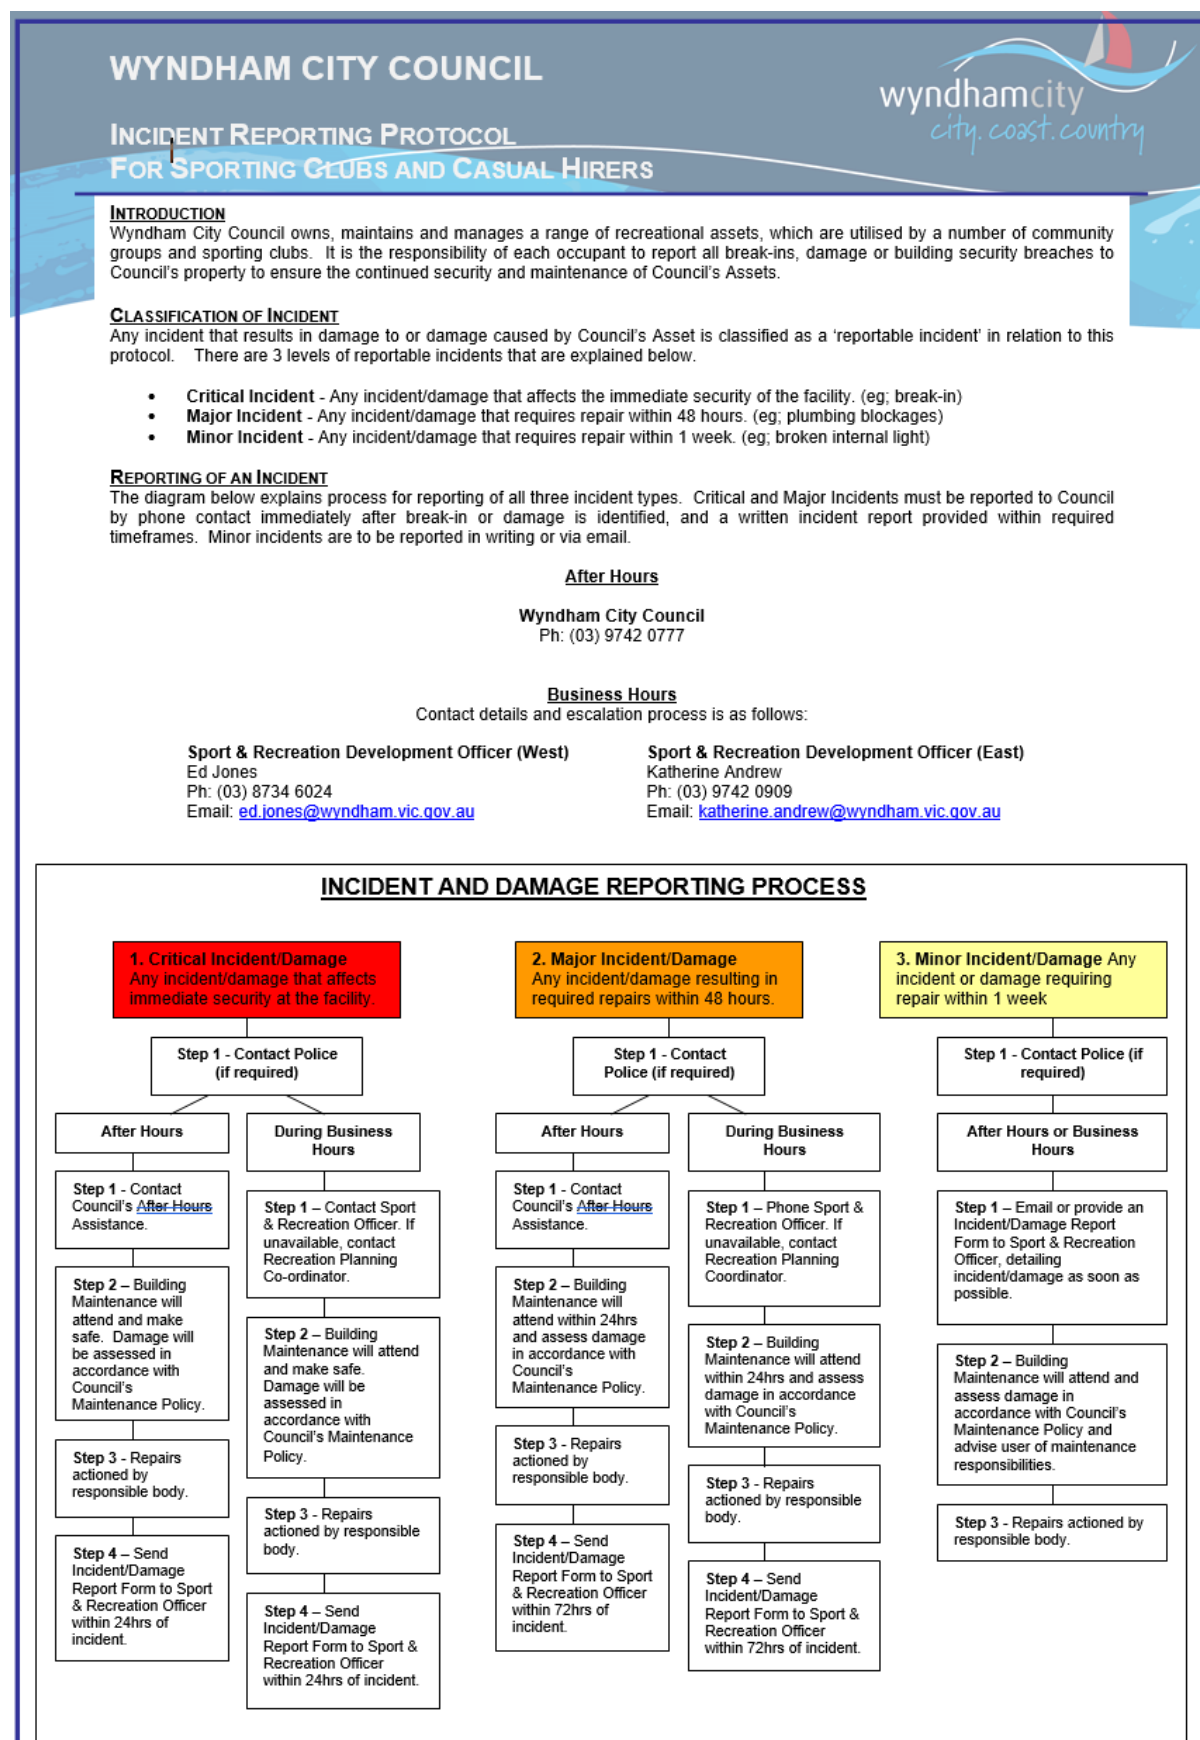 WYNDHAM CITY COUNCIL
wyndhamcity
city. coast. country
INCIDENT REPORTING PROTOCOL
FOR SPORTING CLUBS AND CASUAL HIRERS
INTRODUCTION
Wyndham City Council owns, maintains and manages a range of recreational assets, which are utilised by a number of community
groups and sporting clubs. It is the responsibility of each occupant to report all break-ins, damage or building security breaches to
Council's property to ensure the continued security and maintenance of Council's Assets.
CLASSIFICATION OF INCIDENT
Any incident that results in damage to or damage caused by Council's Asset is classified as a 'reportable incident' in relation to this
protocol. There are 3 levels of reportable incidents that are explained below.
• Critical Incident - Any incident/damage that affects the immediate security of the facility. (eg; break-in)
• Major Incident - Any incident/damage that requires repair within 48 hours. (eg; plumbing blockages)
• Minor Incident - Any incident/damage that requires repair within 1 week. (eg; broken internal light)
REPORTING OF AN INCIDENT
The diagram below explains process for reporting of all three incident types. Critical and Major Incidents must be reported to Council
by phone contact immediately after break-in or damage is identified, and a written incident report provided within required
timeframes. Minor incidents are to be reported in writing or via email.
After Hours
Wyndham City Council
Ph: (03) 9742 0777
Business Hours
Contact details and escalation process is as follows:
Sport & Recreation Development Officer (West)
Ed Jones
Ph: (03) 8734 6024
Email: ed.jones@wyndham.vic.gov.au
Sport & Recreation Development Officer (East)
Katherine Andrew
Ph: (03) 9742 0909
Email: katherine.andrew@wyndham.vic.gov.au
INCIDENT AND DAMAGE REPORTING PROCESS
1. Critical Incident/Damage
Any incident/damage that affects
immediate security at the facility.
Step 1 - Contact Police
(if required)
After Hours
Step 1 - Contact
Council's After Hours
Assistance.
Step 2 – Building
Maintenance will
attend and make
safe. Damage will
be assessed in
accordance with
Council's
Maintenance Policy.
Step 3 - Repairs
actioned by
responsible body.
Step 4 – Send
Incident/Damage
Report Form to Sport
& Recreation Officer
within 24hrs of
incident.
During Business
Hours
Step 1 – Contact Sport
& Recreation Officer. If
unavailable, contact
Recreation Planning
Co-ordinator.
Step 2 – Building
Maintenance will attend
and make safe.
Damage will be
assessed in
accordance with
Council's Maintenance
Policy.
Step 3 - Repairs
actioned by responsible
body.
Step 4 – Send
Incident/Damage
Report Form to Sport &
Recreation Officer
within 24hrs of incident.
2. Major Incident/Damage
Any incident/damage resulting in
required repairs within 48 hours.
Step 1 - Contact
Police (if required)
After Hours
Step 1 - Contact
Council's After Hours
Assistance.
Step 2 – Building
Maintenance will
attend within 24hrs
and assess damage
in accordance with
Council's
Maintenance Policy.
Step 3 - Repairs
actioned by
responsible body.
Step 4 – Send
Incident/Damage
Report Form to Sport
& Recreation Officer
within 72hrs of
incident.
During Business
Hours
Step 1 – Phone Sport &
Recreation Officer. If
unavailable, contact
Recreation Planning
Coordinator.
Step 2 – Building
Maintenance will attend
within 24hrs and assess
damage in accordance
with Council's
Maintenance Policy.
Step 3 - Repairs
actioned by responsible
body.
Step 4 – Send
Incident/Damage
Report Form to Sport &
Recreation Officer
within 72hrs of incident.
3. Minor Incident/Damage Any
incident or damage requiring
repair within 1 week
Step 1 - Contact Police (if
required)
After Hours or Business
Hours
Step 1 – Email or provide an
Incident/Damage Report
Form to Sport & Recreation
Officer, detailing
incident/damage as soon as
possible.
Step 2 – Building
Maintenance will attend and
assess damage in
accordance with Council's
Maintenance Policy and
advise user of maintenance
responsibilities.
Step 3 - Repairs actioned by
responsible body.